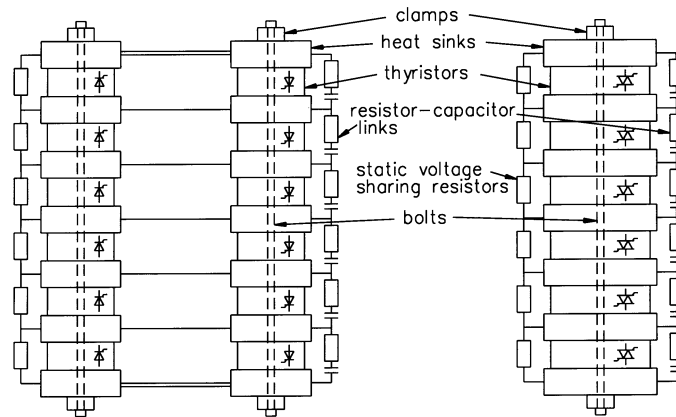 clamps
heat sinks
thyristors
resistor-capacitor
links
static voltage
sharing resistors
bolts